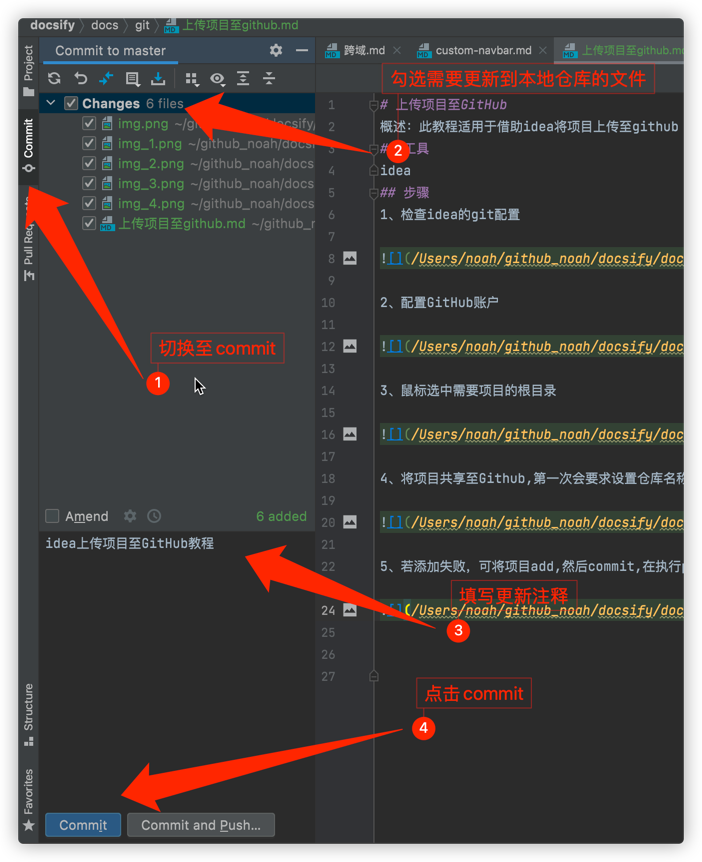 docsify > docs > git > 上传项目至github.md
Project
Commit
Pull Requests
Structure
Favorites
Commit to master
Changes 6 files
img.png ~/github_noah/docsify/
img_1.png ~/github_noah/docs
img_2.png ~/github_noah/docs
img_3.png ~/github_noah/docs
img_4.png ~/github_noah/docs
上传项目至github.md ~/github_n
切换至 commit
1
Amend
6 added
idea上传项目至GitHub教程
Commit
Commit and Push...
跨域.md
custom-navbar.md
上传项目至github.md
勾选需要更新到本地仓库的文件
2
1 # 上传项目至GitHub
2 概述: 此教程适用于借助idea将项目上传至github
工具
4 idea
5 ## 步骤
6 1、检查idea的git配置
7
8 ![](/Users/noah/github_noah/docsify/doc
9
10 2、配置GitHub账户
11
12 ![](/Users/noah/github_noah/docsify/doc
13
14 3、鼠标选中需要项目的根目录
15
16 ![](/Users/noah/github_noah/docsify/doc
17
18 4、将项目共享至Github,第一次会要求设置仓库名称
19
20 ![](/Users/noah/github_noah/docsify/doc
21
22 5、若添加失败, 可将项目add,然后commit,在执行p
23
填写更新注释
24 ![](/Users/noah/github_noah/docsify/doc
3
25
26
27
点击 commit
4